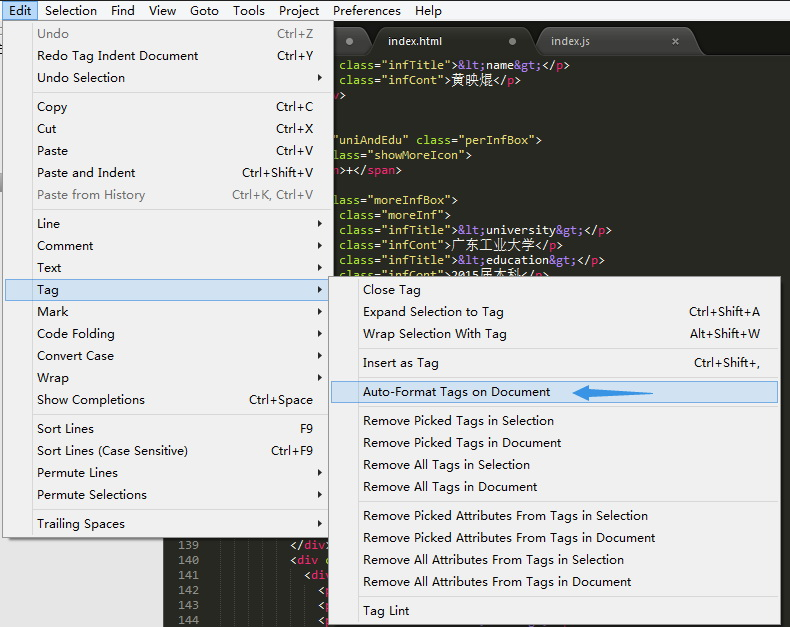 Edit Selection Find View Goto Tools Project Preferences Help
Undo Ctrl+Z
Redo Tag Indent Document Ctrl+Y
Undo Selection
Copy Ctrl+C
Cut Ctrl+X
Paste Ctrl+V
Paste and Indent Ctrl+Shift+V
Paste from History Ctrl+K, Ctrl+V
Line
Comment
Text
Tag
Mark
Code Folding
Convert Case
Wrap
Show Completions Ctrl+Space
Sort Lines F9
Sort Lines (Case Sensitive) Ctrl+F9
Permute Lines
Permute Selections
Trailing Spaces
index.html
index.js ×
class="infTitle">&lt;name&gt;</p>
class="infCont">黄映焜</p>
>
"uniAndEdu" class="perInfBox">
lass="showMoreIcon">
>+</span>
lass="moreInfBox">
class="moreInf">
class="infTitle">&lt;university&gt;</p>
class="infCont">广东工业大学</p>
class="infTitle">&lt;education&gt;</p>
class="infCont">2015届本科</p>
Close Tag
Expand Selection to Tag Ctrl+Shift+A
Wrap Selection With Tag Alt+Shift+W
Insert as Tag Ctrl+Shift+,
Auto-Format Tags on Document
Remove Picked Tags in Selection
Remove Picked Tags in Document
Remove All Tags in Selection
Remove All Tags in Document
Remove Picked Attributes From Tags in Selection
Remove Picked Attributes From Tags in Document
Remove All Attributes From Tags in Selection
Remove All Attributes From Tags in Document
Tag Lint
139 </div>
140 <div
141 <di
142 <p
143 <p
144 <p